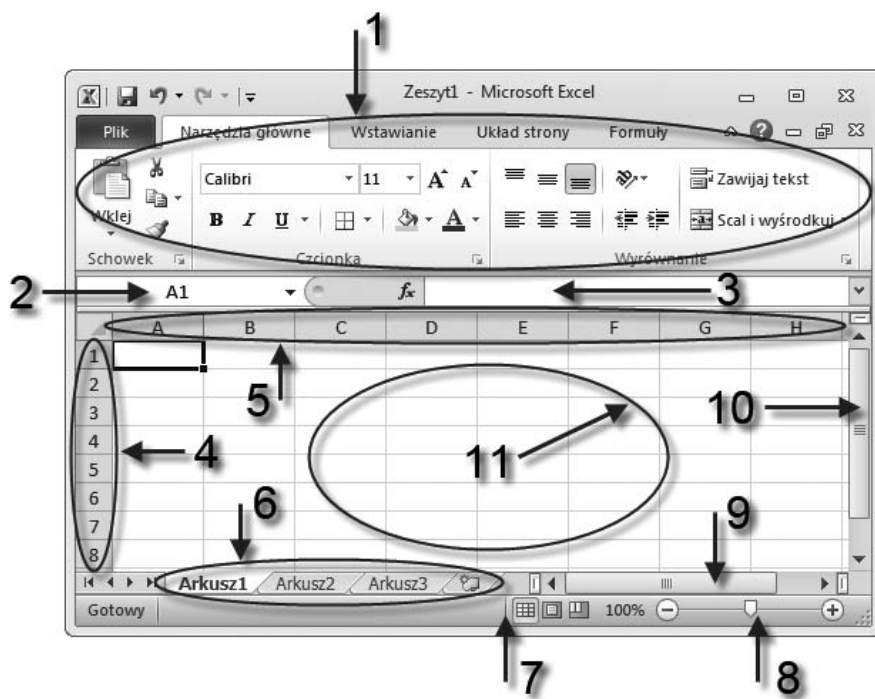 1
Zeszyt1 - Microsoft Excel
Plik Narzędzia główne Wstawianie Układ strony Formuły
Calibri 11 A A Zawijaj tekst
Wklej B I U A Scal i wyśrodkuj
Schowek Czcionka Wyrównanie
2 A1 fx 3
A B C D E F G H
1
2
3
4
5
6
7
8
4
5
10
11
6
9
Arkusz1 Arkusz2 Arkusz3
Gotowy 100%
7 8